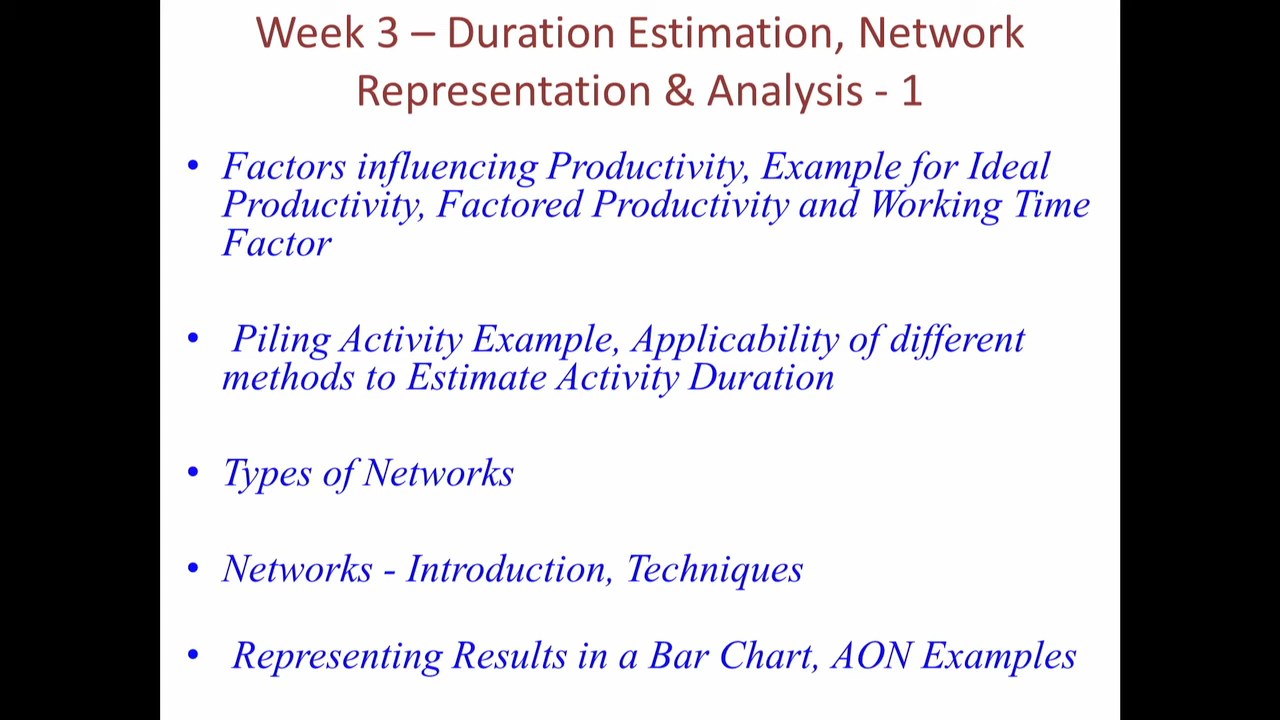 Week 3 – Duration Estimation, Network
Representation & Analysis - 1
• Factors influencing Productivity, Example for Ideal
Productivity, Factored Productivity and Working Time
Factor
• Piling Activity Example, Applicability of different
methods to Estimate Activity Duration
• Types of Networks
• Networks - Introduction, Techniques
• Representing Results in a Bar Chart, AON Examples